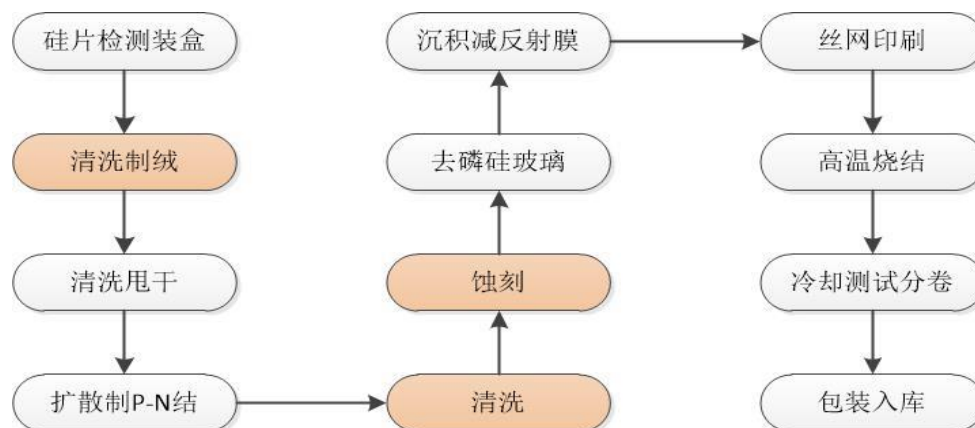 硅片检测装盒
清洗制绒
清洗甩干
扩散制P-N结
清洗
蚀刻
去磷硅玻璃
沉积减反射膜
丝网印刷
高温烧结
冷却测试分卷
包装入库